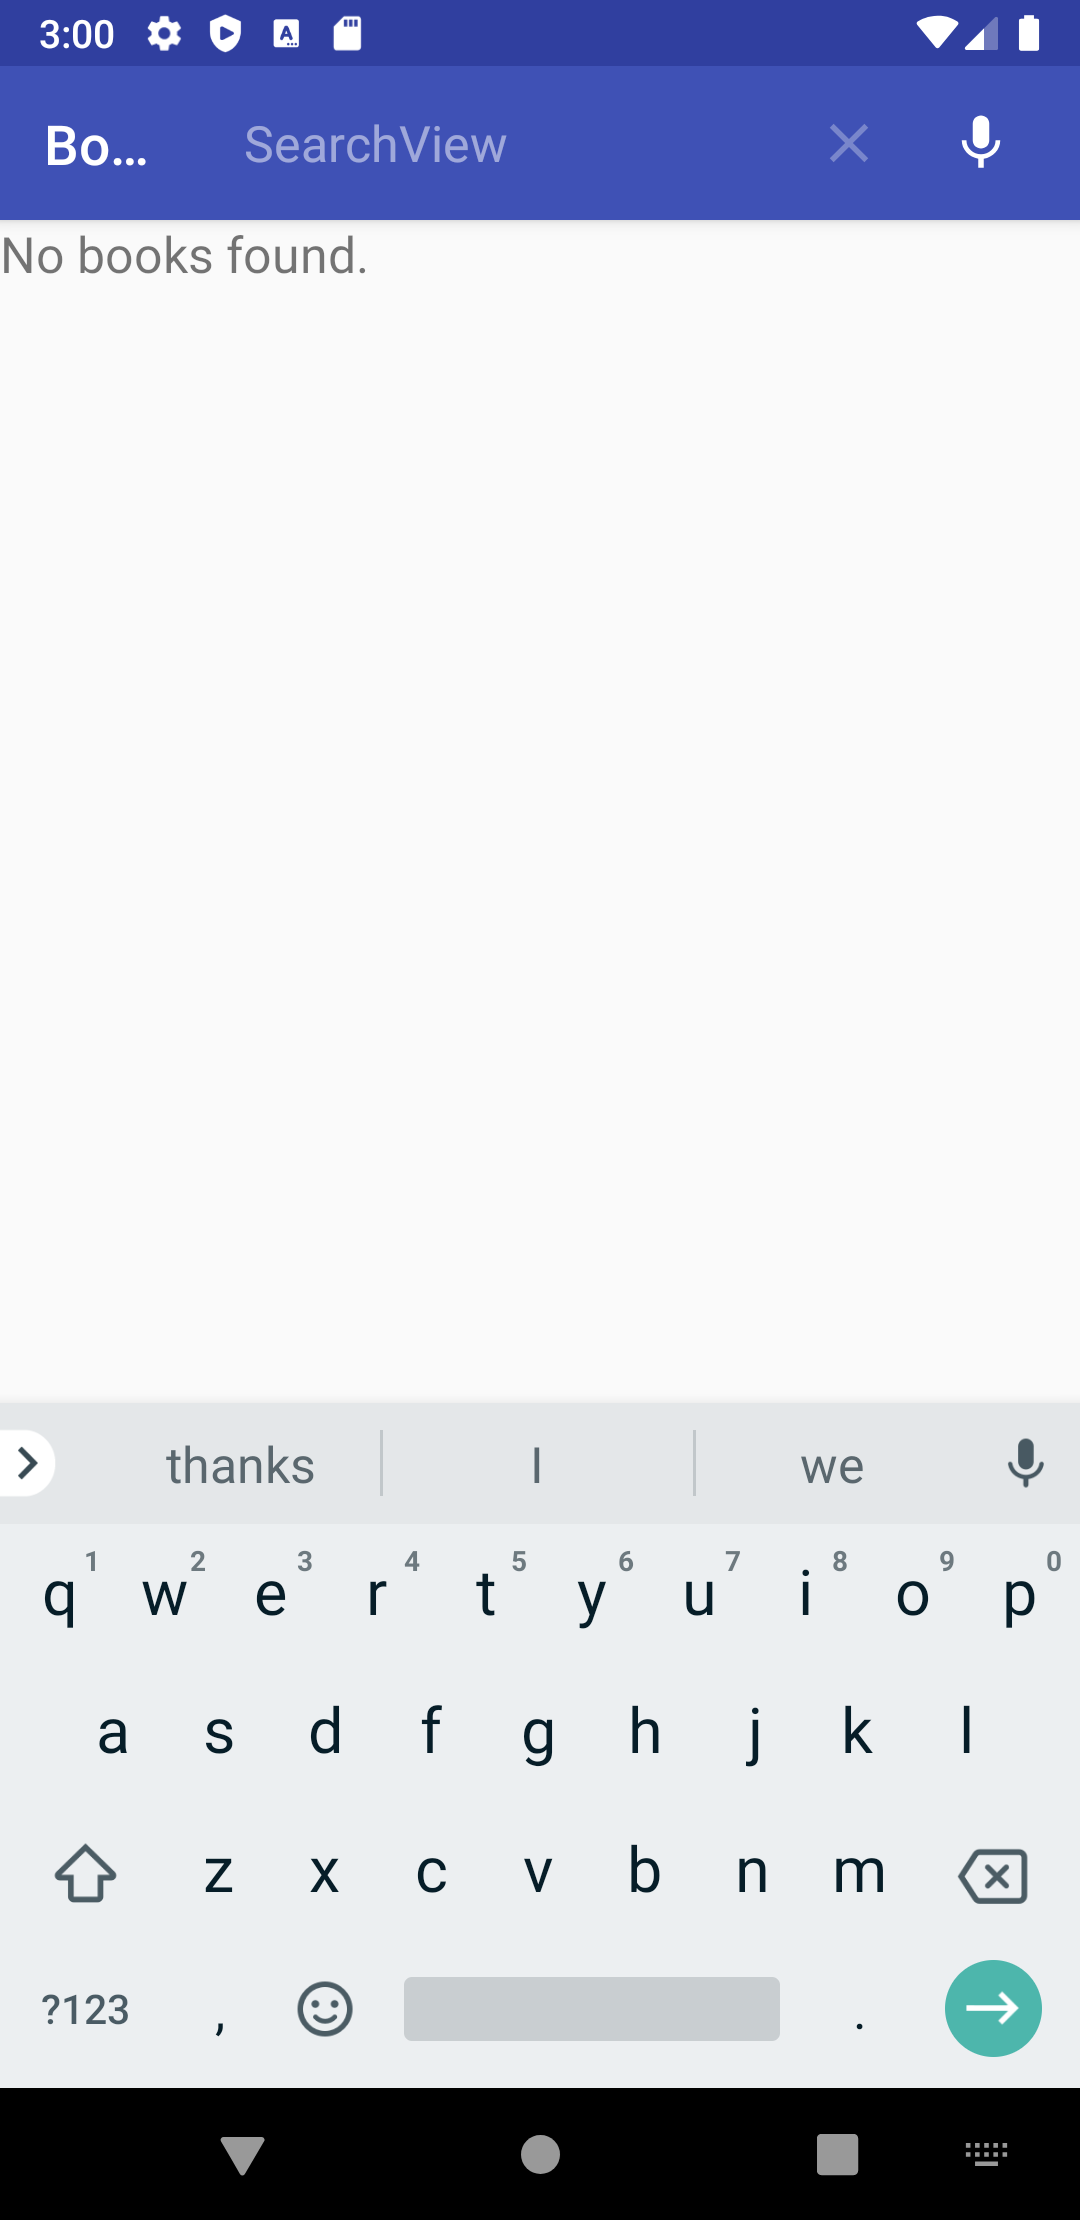 3:00
Bo... SearchView
No books found.
thanks I we
1 2 3 4 5 6 7 8 9 0
q w e r t y u i o p
a s d f g h j k l
z x c v b n m
?123 , .